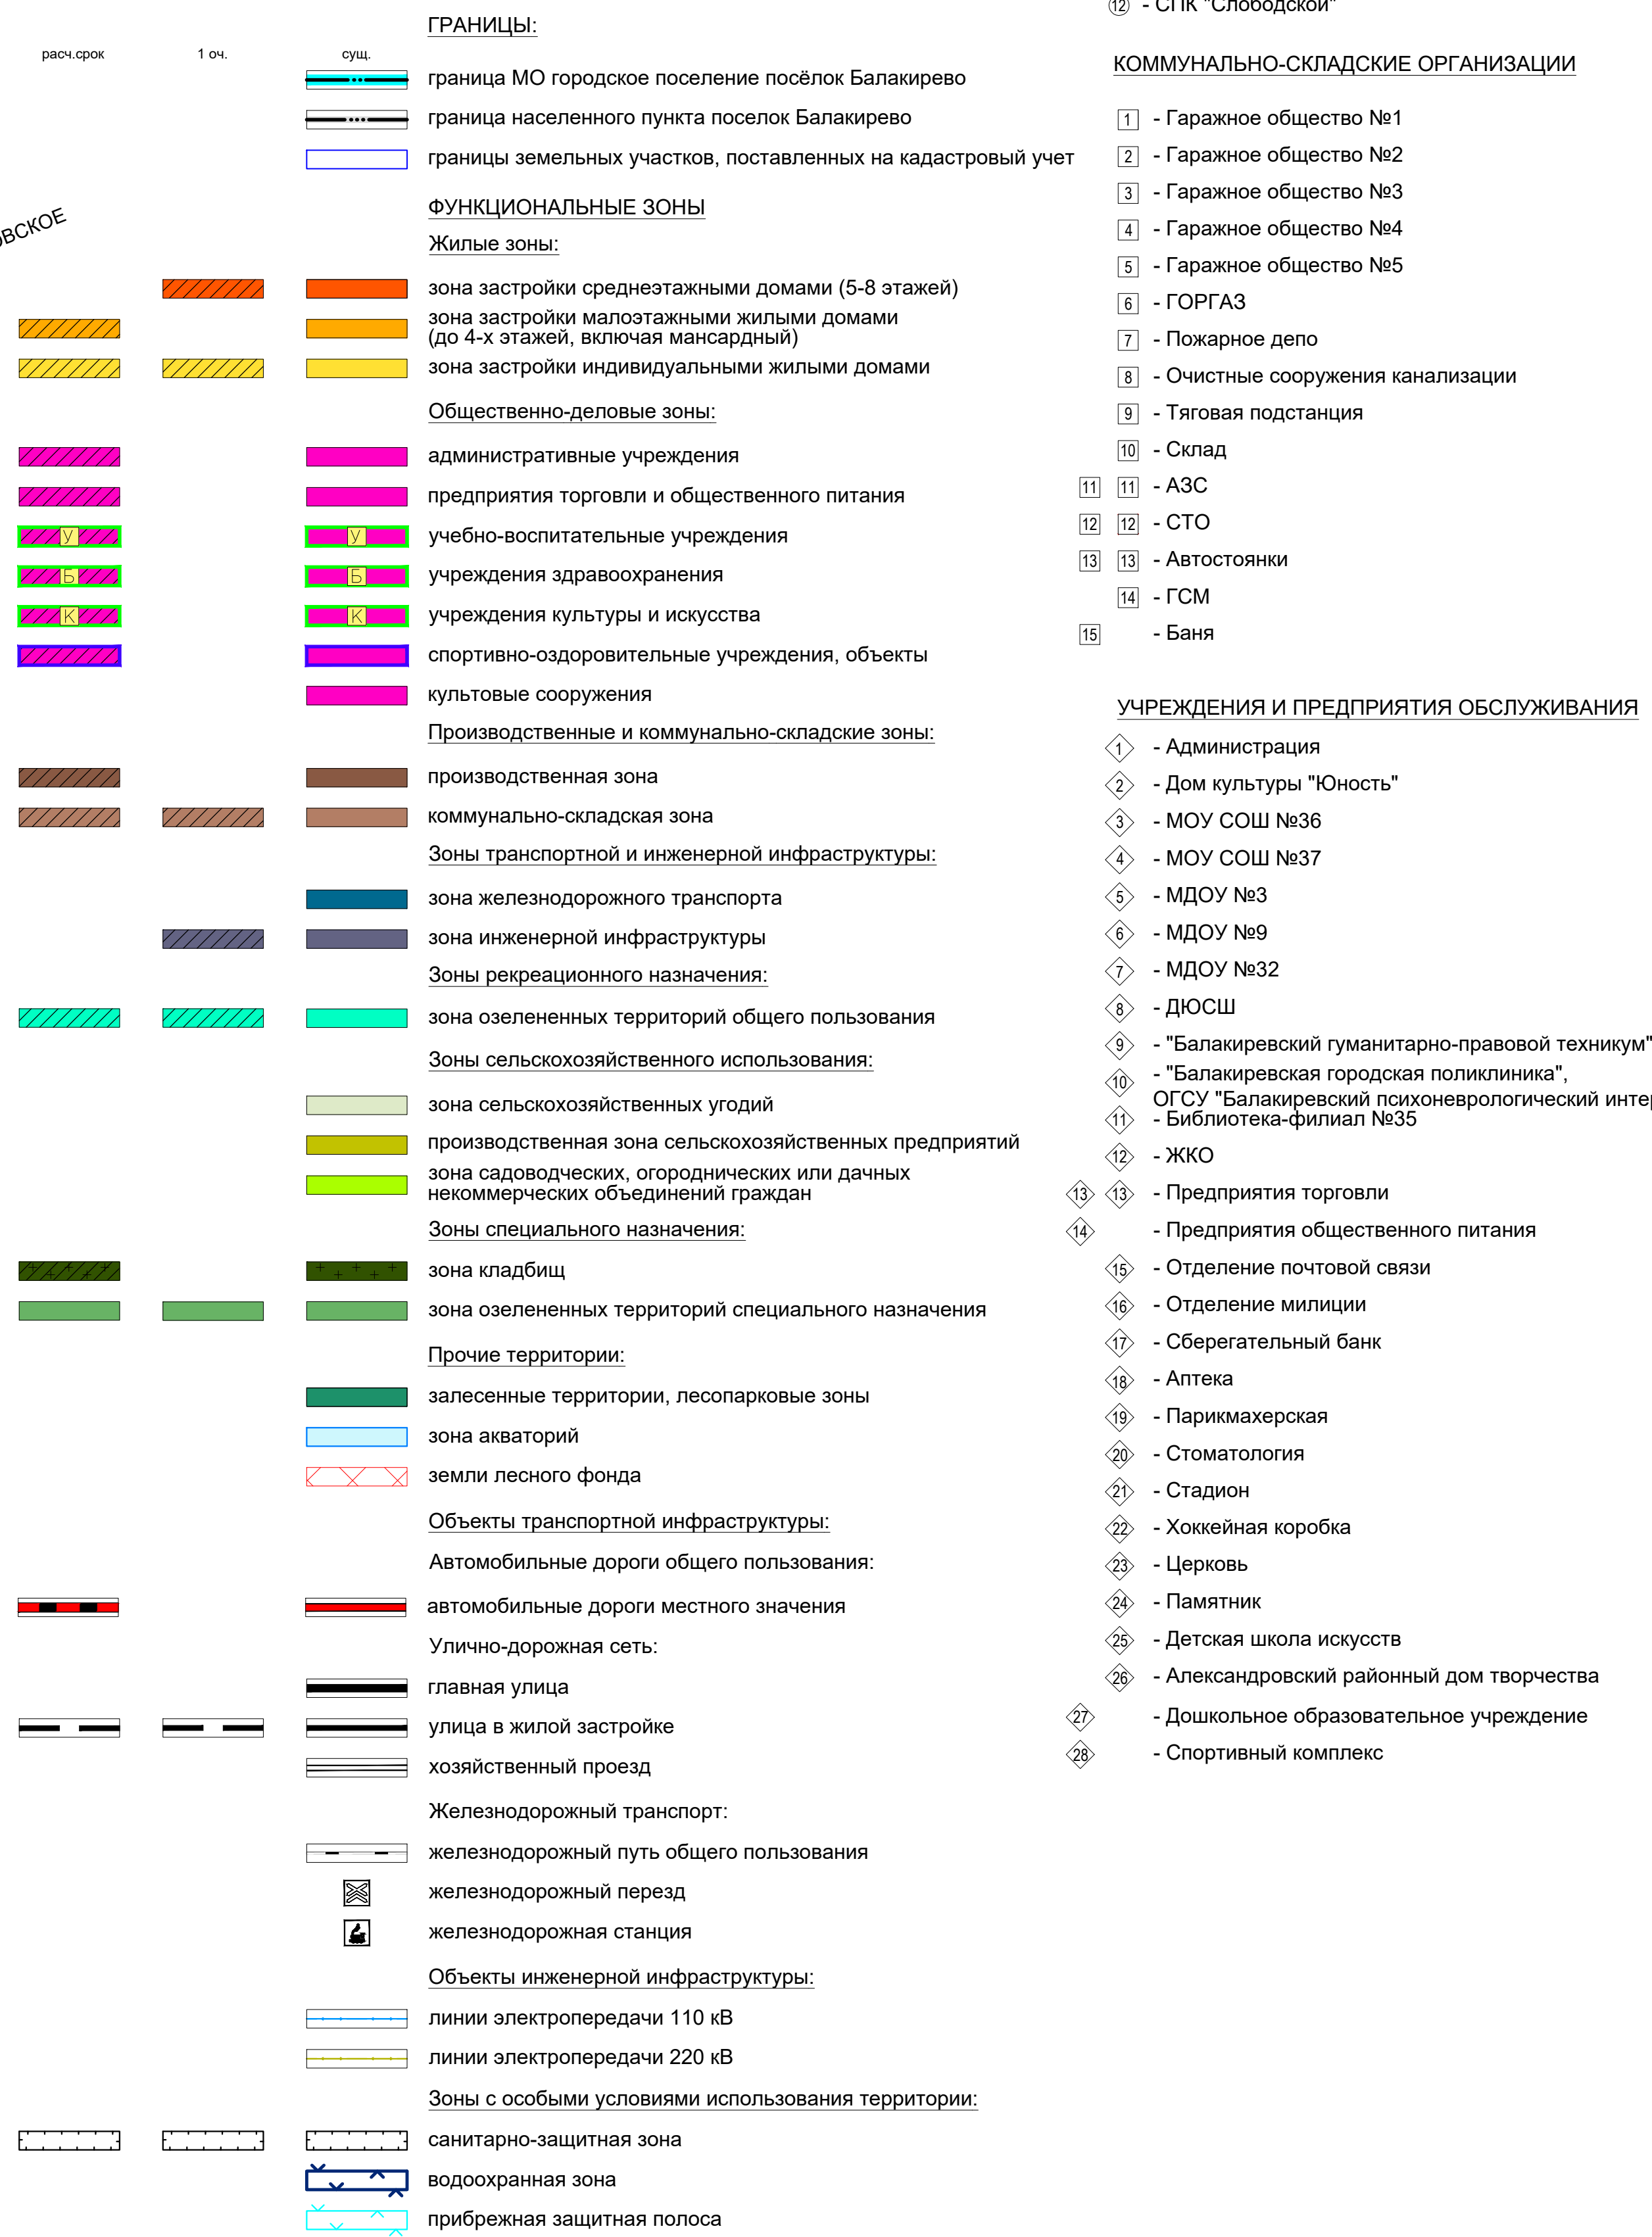 ГРАНИЦЫ:
расч.срок 1 оч. сущ.
граница МО городское поселение посёлок Балакирево
граница населенного пункта поселок Балакирево
границы земельных участков, поставленных на кадастровый учет
ФУНКЦИОНАЛЬНЫЕ ЗОНЫ
Жилые зоны:
зона застройки среднеэтажными домами (5-8 этажей)
зона застройки малоэтажными жилыми домами
(до 4-х этажей, включая мансардный)
зона застройки индивидуальными жилыми домами
Общественно-деловые зоны:
административные учреждения
предприятия торговли и общественного питания
У У учебно-воспитательные учреждения
Б Б учреждения здравоохранения
К К учреждения культуры и искусства
спортивно-оздоровительные учреждения, объекты
культовые сооружения
Производственные и коммунально-складские зоны:
производственная зона
коммунально-складская зона
Зоны транспортной и инженерной инфраструктуры:
зона железнодорожного транспорта
зона инженерной инфраструктуры
Зоны рекреационного назначения:
зона озелененных территорий общего пользования
Зоны сельскохозяйственного использования:
зона сельскохозяйственных угодий
производственная зона сельскохозяйственных предприятий
зона садоводческих, огороднических или дачных
некоммерческих объединений граждан
Зоны специального назначения:
зона кладбищ
зона озелененных территорий специального назначения
Прочие территории:
залесенные территории, лесопарковые зоны
зона акваторий
земли лесного фонда
Объекты транспортной инфраструктуры:
Автомобильные дороги общего пользования:
автомобильные дороги местного значения
Улично-дорожная сеть:
главная улица
улица в жилой застройке
хозяйственный проезд
Железнодорожный транспорт:
железнодорожный путь общего пользования
железнодорожный перезд
железнодорожная станция
Объекты инженерной инфраструктуры:
линии электропередачи 110 кВ
линии электропередачи 220 кВ
Зоны с особыми условиями использования территории:
санитарно-защитная зона
водоохранная зона
прибрежная защитная полоса
12 - СПК "Слободской"
КОММУНАЛЬНО-СКЛАДСКИЕ ОРГАНИЗАЦИИ
1 - Гаражное общество №1
2 - Гаражное общество №2
3 - Гаражное общество №3
4 - Гаражное общество №4
5 - Гаражное общество №5
6 - ГОРГАЗ
7 - Пожарное депо
8 - Очистные сооружения канализации
9 - Тяговая подстанция
10 - Склад
11 11 - АЗС
12 12 - СТО
13 13 - Автостоянки
14 - ГСМ
15 - Баня
УЧРЕЖДЕНИЯ И ПРЕДПРИЯТИЯ ОБСЛУЖИВАНИЯ
1 - Администрация
2 - Дом культуры "Юность"
3 - МОУ СОШ №36
4 - МОУ СОШ №37
5 - МДОУ №3
6 - МДОУ №9
7 - МДОУ №32
8 - ДЮСШ
9 - "Балакиревский гуманитарно-правовой техникум"
10 - "Балакиревская городская поликлиника",
ОГСУ "Балакиревский психоневрологический
11 - Библиотека-филиал №35
12 - ЖКО
13 13 - Предприятия торговли
14 - Предприятия общественного питания
15 - Отделение почтовой связи
16 - Отделение милиции
17 - Сберегательный банк
18 - Аптека
19 - Парикмахерская
20 - Стоматология
21 - Стадион
22 - Хоккейная коробка
23 - Церковь
24 - Памятник
25 - Детская школа искусств
26 - Александровский районный дом творчества
27 - Дошкольное образовательное учреждение
28 - Спортивный комплекс